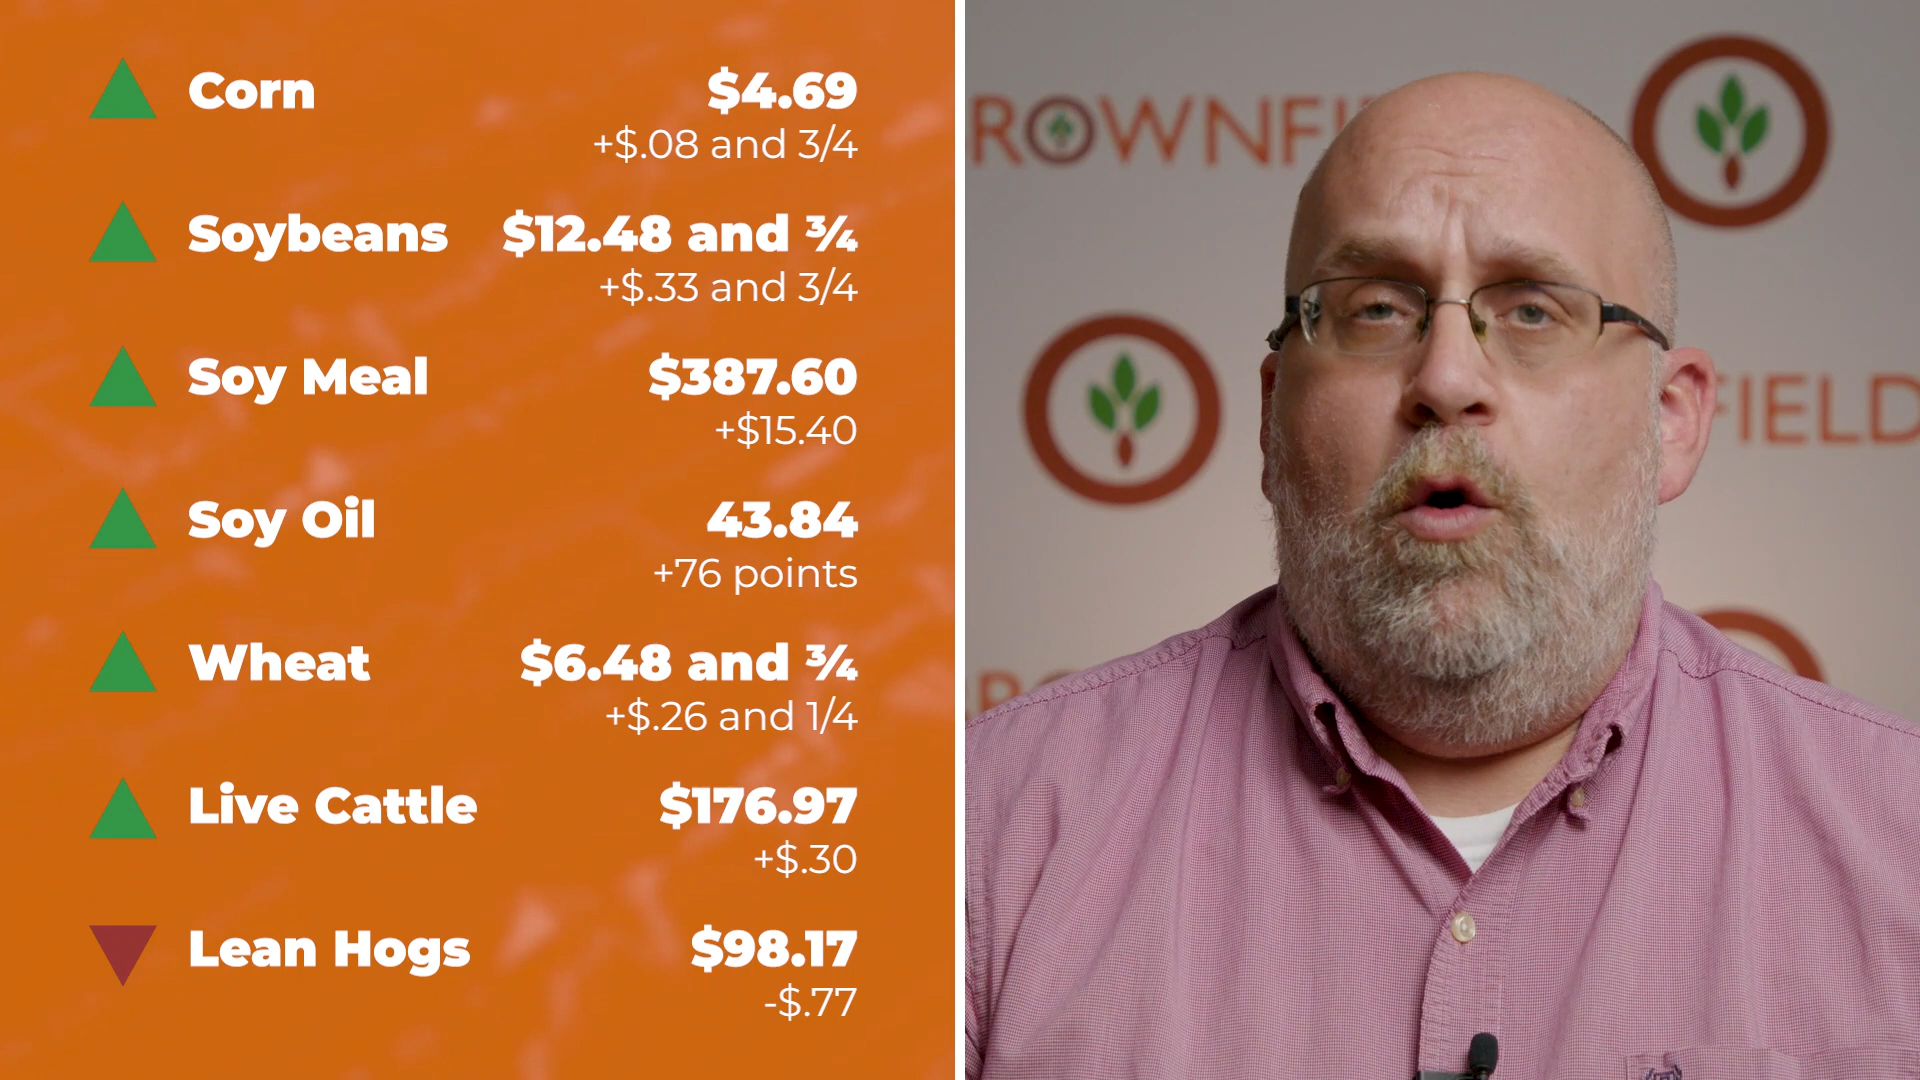 Corn
$4.69
+$.08 and 3/4
Soybeans
$12.48 and ¾
+$.33 and 3/4
Soy Meal
$387.60
+$15.40
Soy Oil
43.84
+76 points
Wheat
$6.48 and ¾
+$.26 and 1/4
Live Cattle
$176.97
+$.30
Lean Hogs
$98.17
-$.77
ROWNFI
FIELD